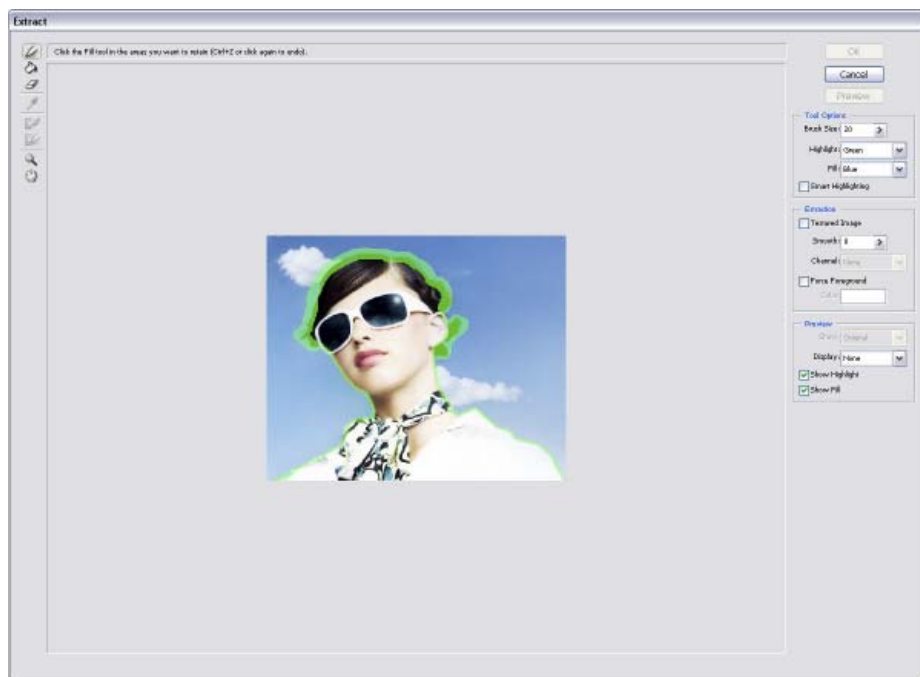 Extract
Click the Fill tool in the areas you want to retain (Ctrl+Z or click again to undo).
OK
Cancel
Preview
Tool Options
Brush Size: 20
Highlight: Green
Fill: Blue
Smart Highlighting
Extraction
Textured Image
Smooth: 0
Channel: None
Force Foreground
Color:
Preview
Show: Original
Display: None
Show Highlight
Show Fill